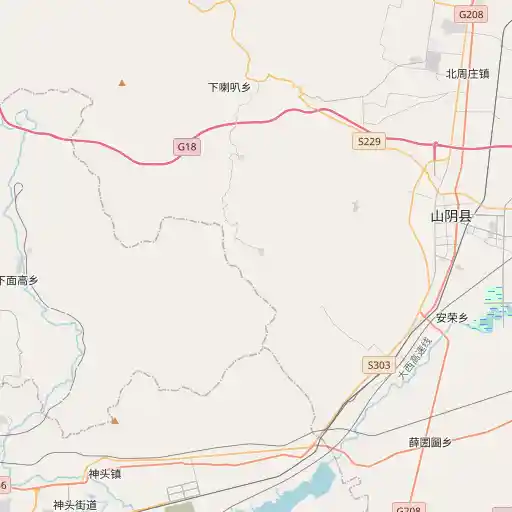 G208
北周庄镇
下喇叭乡
S229
G18
山阴县
下面高乡
安荣乡
大西高速线
S303
薛圐圙乡
神头镇
6
神头街道
G208